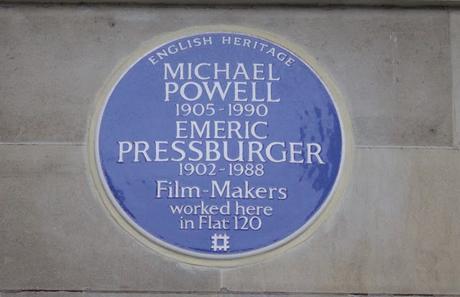 ENGLISH HERITAGE
MICHAEL
POWELL
1905-1990
EMERIC
PRESSBURGER
1902-1988
Film-Makers
worked here
in Flat 120